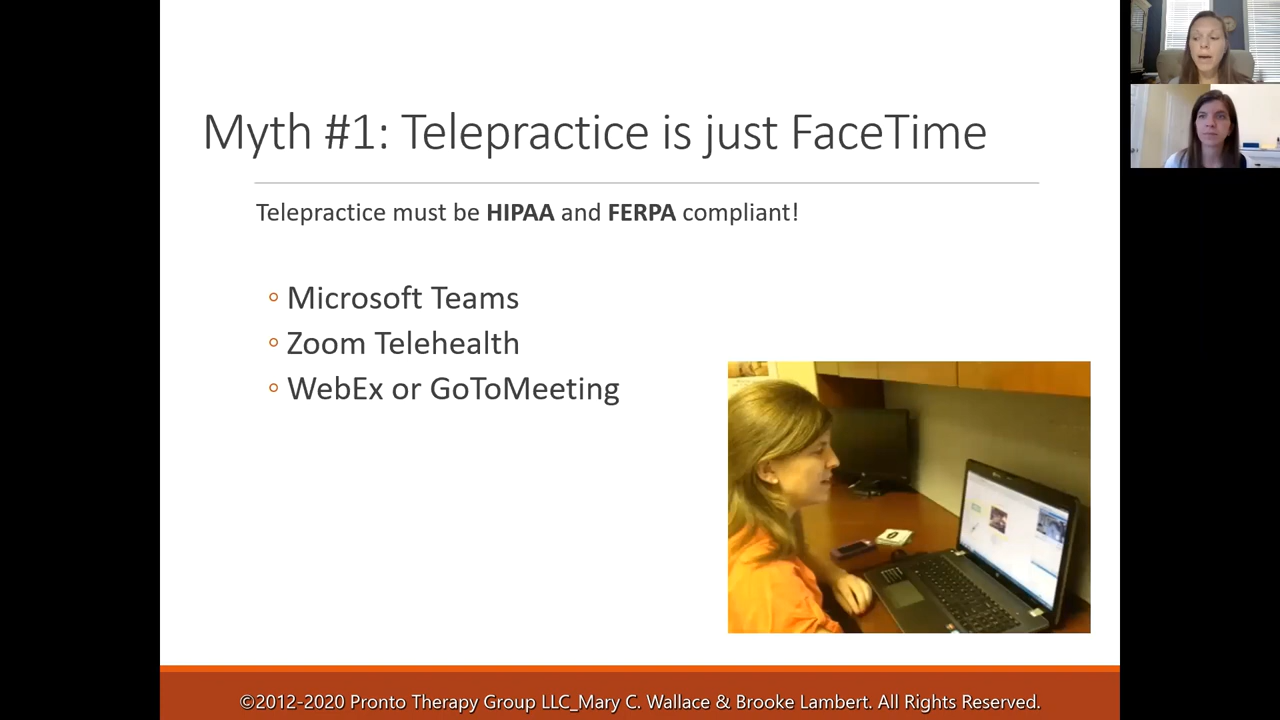 Myth #1: Telepractice is just FaceTime
Telepractice must be HIPAA and FERPA compliant!
◦ Microsoft Teams
◦ Zoom Telehealth
◦ WebEx or GoToMeeting
©2012-2020 Pronto Therapy Group LLC_Mary C. Wallace & Brooke Lambert. All Rights Reserved.